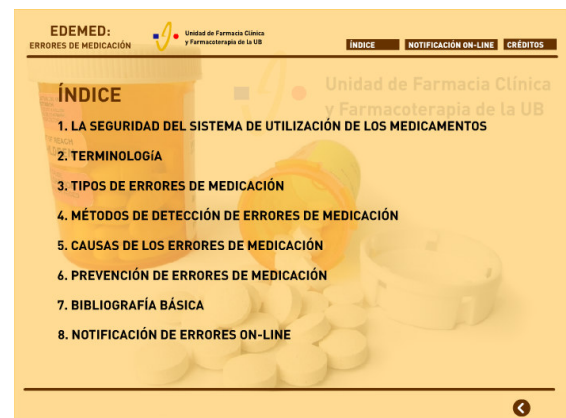 EDEMED:
ERRORES DE MEDICACIÓN
Unidad de Farmacia Clínica
y Farmacoterapia de la UB
ÍNDICE
NOTIFICACIÓN ON-LINE
CRÉDITOS
Unidad de Farmacia Clínica
y Farmacoterapia de la UB
ÍNDICE
1. LA SEGURIDAD DEL SISTEMA DE UTILIZACIÓN DE LOS MEDICAMENTOS
2. TERMINOLOGíA
3. TIPOS DE ERRORES DE MEDICACIÓN
4. MÉTODOS DE DETECCIÓN DE ERRORES DE MEDICACIÓN
5. CAUSAS DE LOS ERRORES DE MEDICACIÓN
6. PREVENCIÓN DE ERRORES DE MEDICACIÓN
7. BIBLIOGRAFÍA BÁSICA
8. NOTIFICACIÓN DE ERRORES ON-LINE